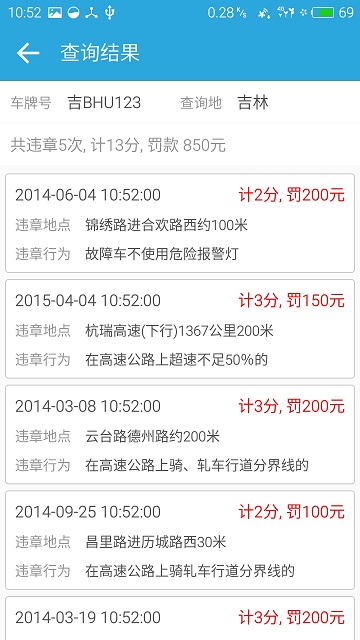 10:52 0.28 K/s 4G 69
查询结果
车牌号 吉BHU123 查询地 吉林
共违章5次, 计13分, 罚款 850元
2014-06-04 10:52:00 计2分, 罚200元
违章地点 锦绣路进合欢路西约100米
违章行为 故障车不使用危险报警灯
2015-04-04 10:52:00 计3分, 罚150元
违章地点 杭瑞高速(下行)1367公里200米
违章行为 在高速公路上超速不足50%的
2014-03-08 10:52:00 计3分, 罚200元
违章地点 云台路德州路约200米
违章行为 在高速公路上骑、轧车行道分界线的
2014-09-25 10:52:00 计2分, 罚100元
违章地点 昌里路进历城路西30米
违章行为 在高速公路上骑轧车行道分界线的
2014-03-19 10:52:00 计3分, 罚200元